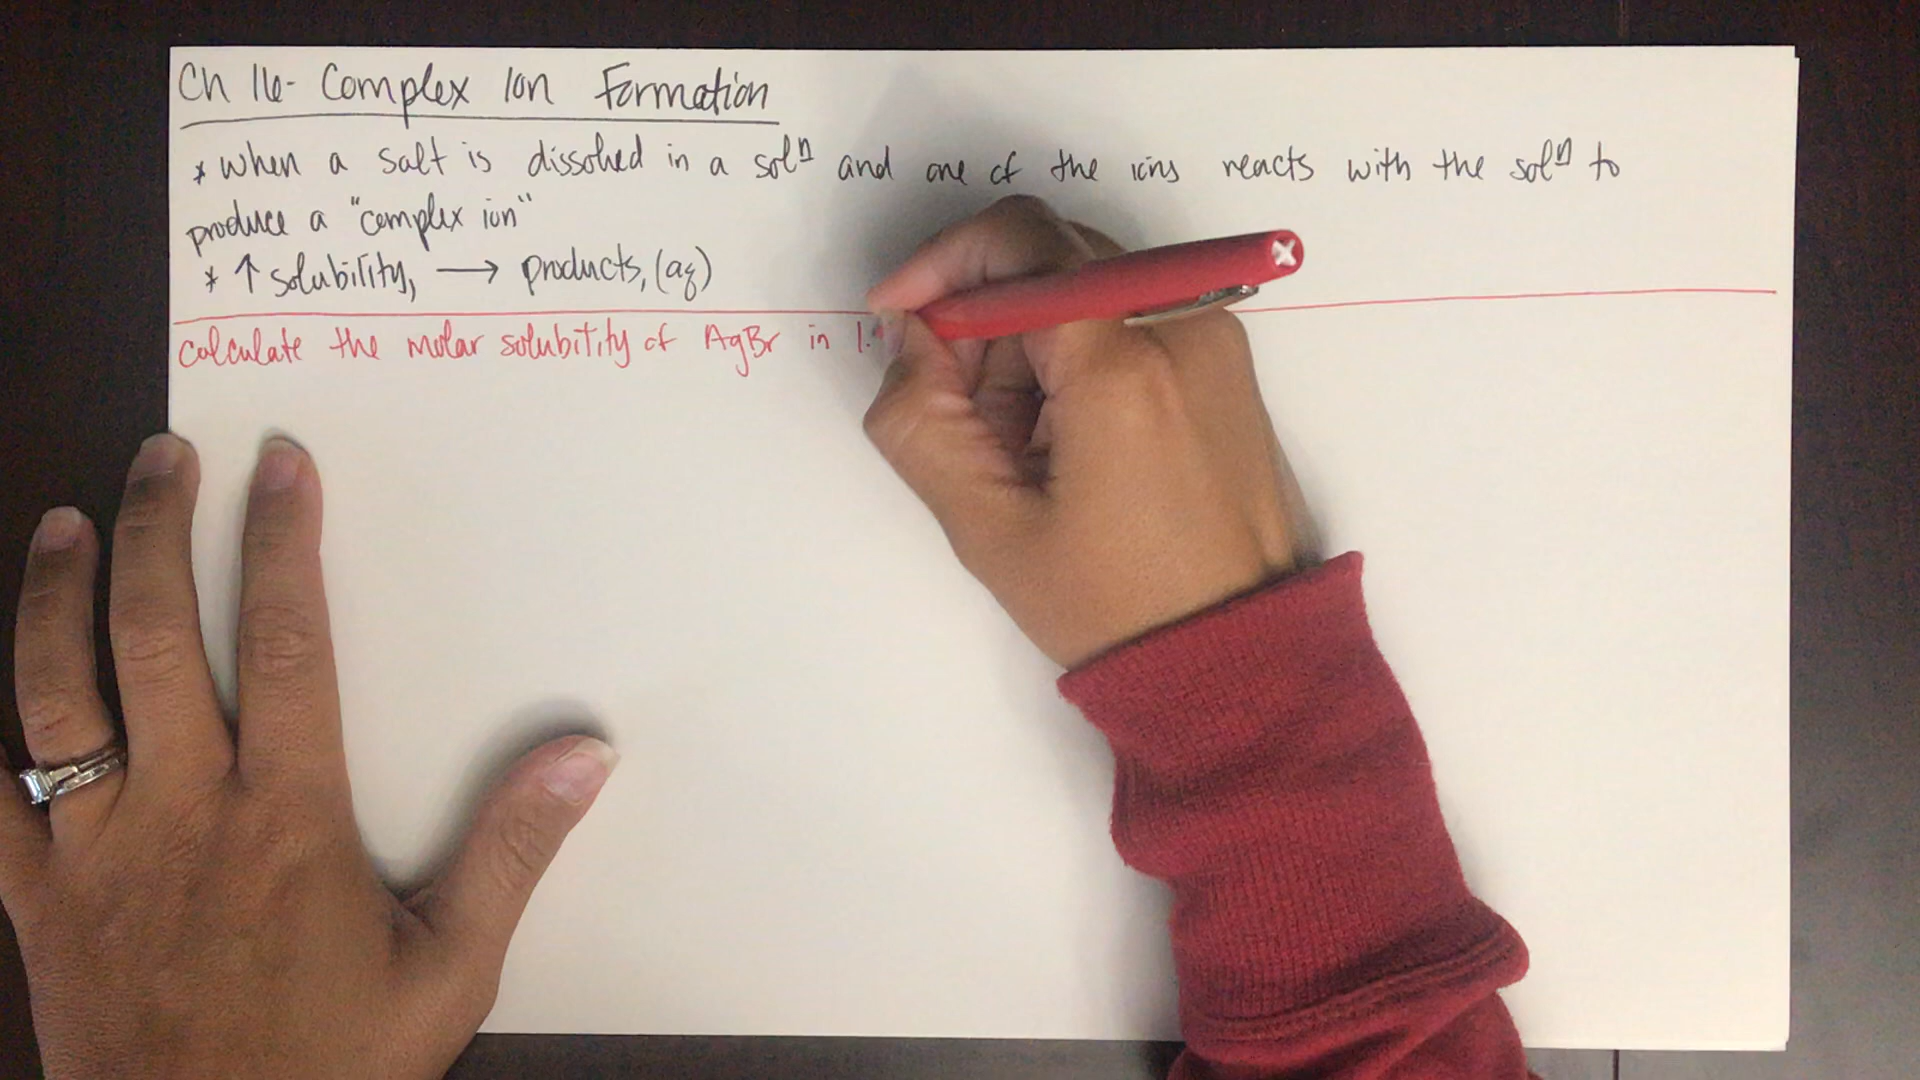 Ch 16- Complex Ion Formation
* When a salt is dissolved in a solⁿ and one of the ions reacts with the solⁿ to
produce a "complex ion"
* ↑ solubility, ⟶ products, (aq)
Calculate the molar solubility of AgBr in 1.